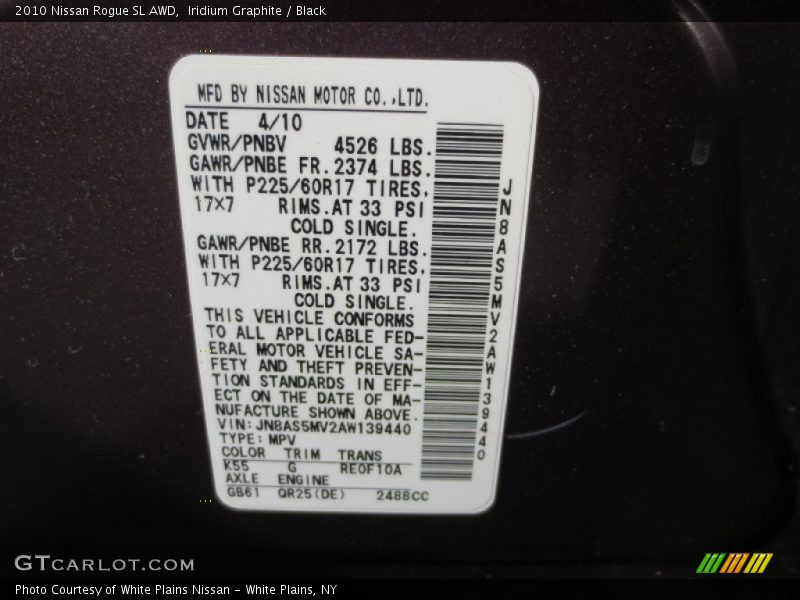 2010 Nissan Rogue SL AWD,  Iridium Graphite / Black
MFD BY NISSAN MOTOR CO.,LTD.
DATE 4/10
GVWR/PNBV 4526 LBS.
GAWR/PNBE FR.2374 LBS.
WITH P225/60R17 TIRES,
17X7 RIMS.AT 33 PSI
COLD SINGLE.
GAWR/PNBE RR.2172 LBS.
WITH P225/60R17 TIRES,
17X7 RIMS.AT 33 PSI
COLD SINGLE.
THIS VEHICLE CONFORMS
TO ALL APPLICABLE FED-
ERAL MOTOR VEHICLE SA-
FETY AND THEFT PREVEN-
TION STANDARDS IN EFF-
ECT ON THE DATE OF MA-
NUFACTURE SHOWN ABOVE.
VIN:JN8AS5MV2AW139440
TYPE:MPV
COLOR TRIM TRANS
K55 G RE0F10A
AXLE ENGINE
GB61 QR25(DE) 2488CC
JN8AS5MV2AW139440
GTCARLOT.COM
Photo Courtesy of White Plains Nissan - White Plains, NY